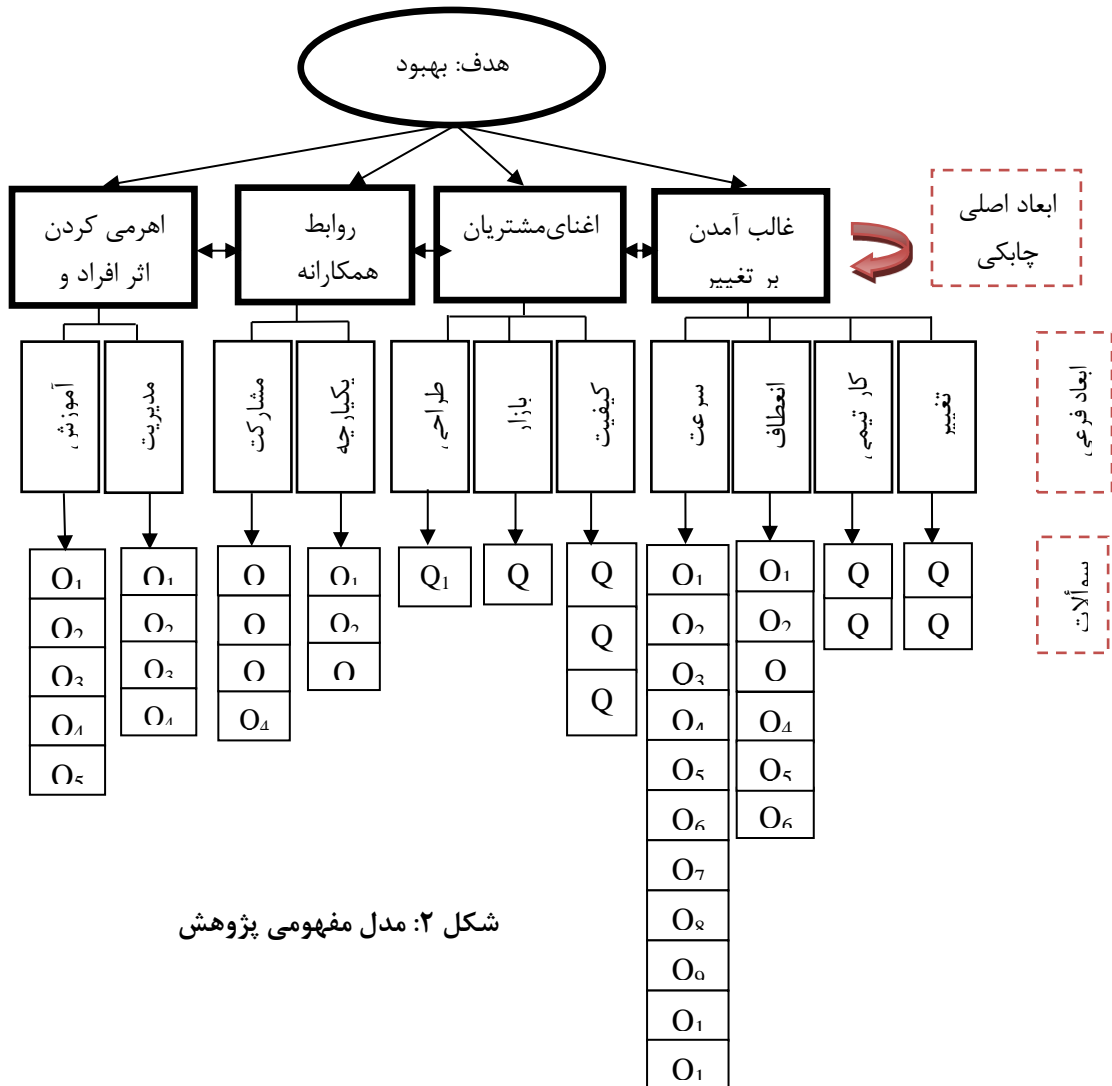 هدف: بهبود
ابعاد اصلی
چابکی
غالب آمدن
بر تغییر
اغنای‌مشتریان
روابط
همکارانه
اهرمی کردن
اثر افراد و
ابعاد فرعی
تغییر
کار تیمی
انعطاف
سرعت
کیفیت
بازار
طراحی
یکپارچه
مشارکت
مدیریت
آموزش
سوألات
Q
Q
Q
Q
Q₁
Q₂
Q
Q₄
Q₅
Q₆
Q₁
Q₂
Q₃
Q₄
Q₅
Q₆
Q₇
Q₈
Q₉
Q₁
Q₁
Q
Q
Q
Q
Q₁
Q₁
Q₂
Q
Q
Q
Q
Q₄
Q₁
Q₂
Q₃
Q₄
Q₁
Q₂
Q₃
Q₄
Q₅
شکل ۲: مدل مفهومی پژوهش